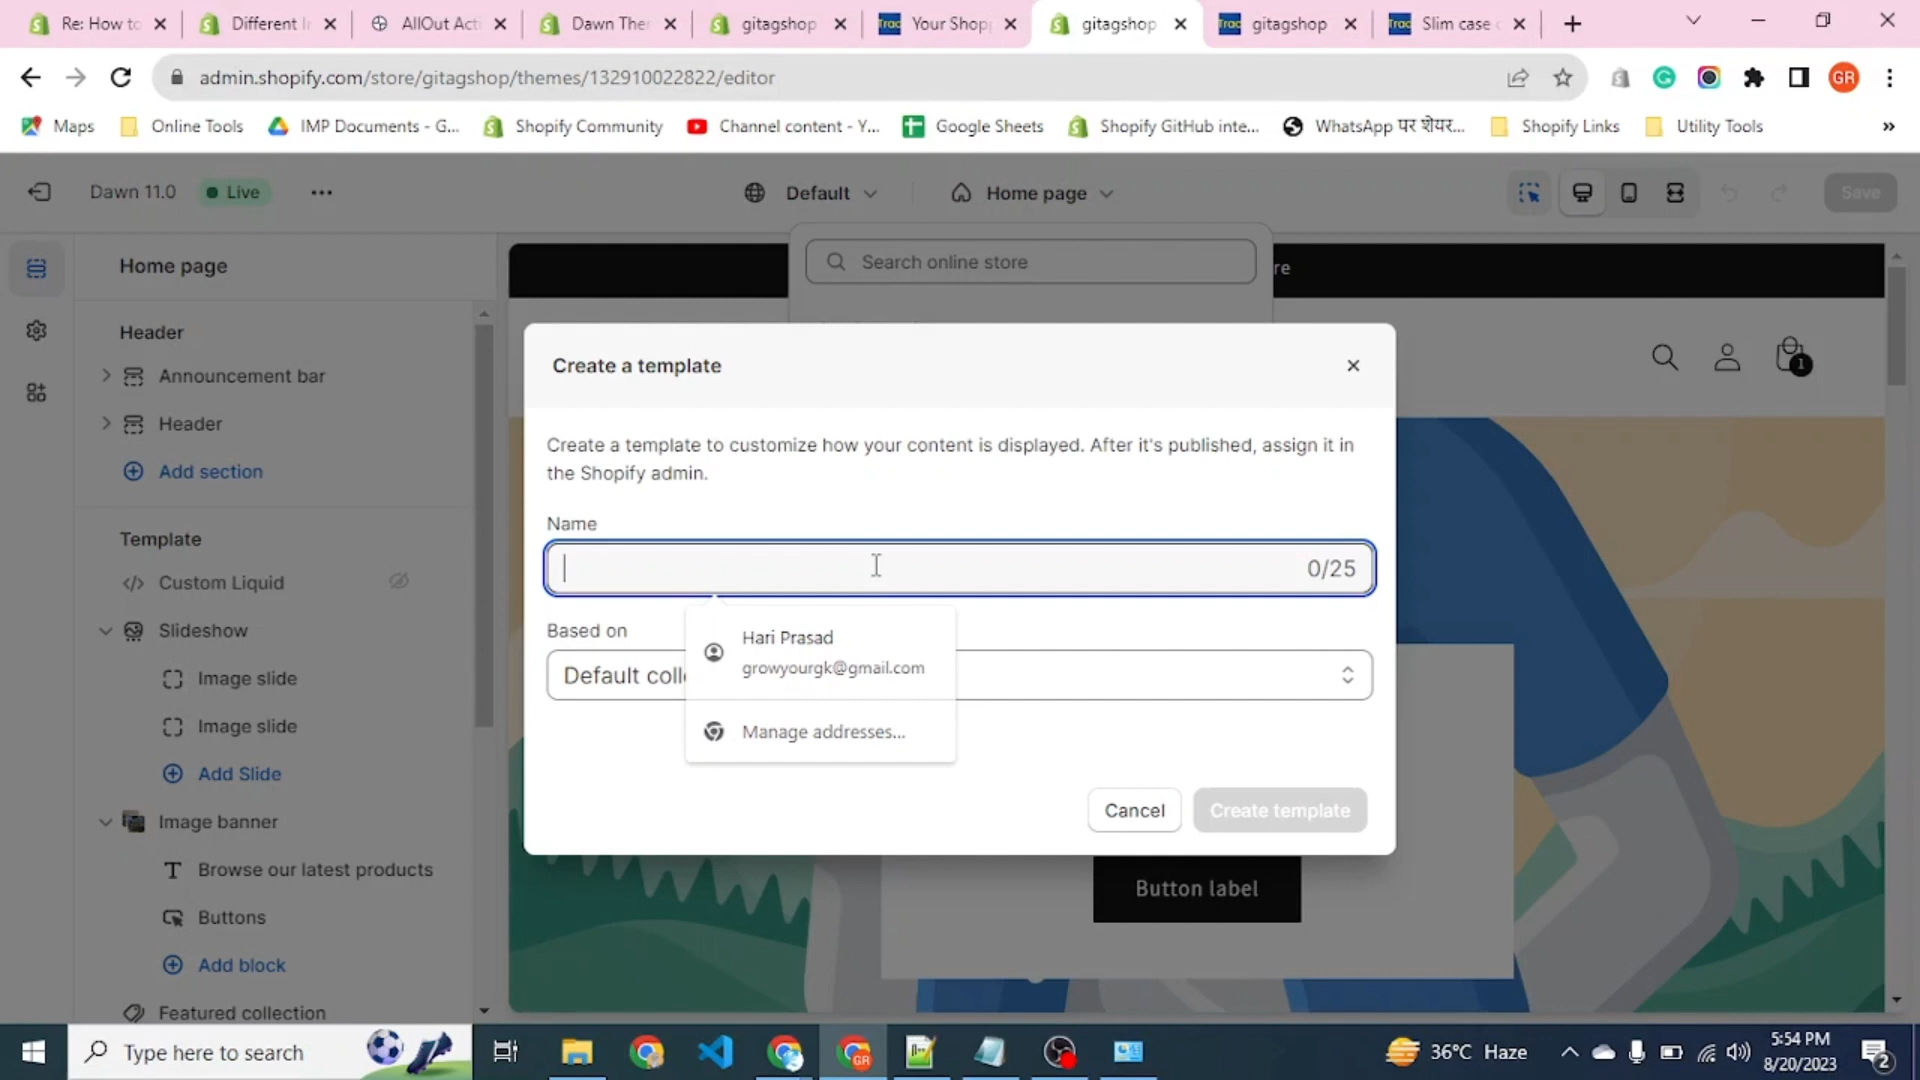 Re: How to
Different I
AllOut Acti
Dawn The
gitagshop
Your Shop
gitagshop
gitagshop
Slim case
admin.shopify.com/store/gitagshop/themes/132910022822/editor
GR
Maps
Online Tools
IMP Documents - G...
Shopify Community
Channel content - Y...
Google Sheets
Shopify GitHub inte...
WhatsApp पर शेयर...
Shopify Links
Utility Tools
Dawn 11.0
Live
Default
Home page
Save
Home page
Search online store
re
Header
Announcement bar
Header
Add section
Template
Custom Liquid
Slideshow
Image slide
Image slide
Add Slide
Image banner
Browse our latest products
Buttons
Add block
Featured collection
1
Create a template
Create a template to customize how your content is displayed. After it's published, assign it in
the Shopify admin.
Name
0/25
Based on
Default coll
Hari Prasad
growyourgk@gmail.com
Manage addresses...
Cancel
Create template
Button label
Type here to search
GR
36°C Haze
5:54 PM
8/20/2023
2